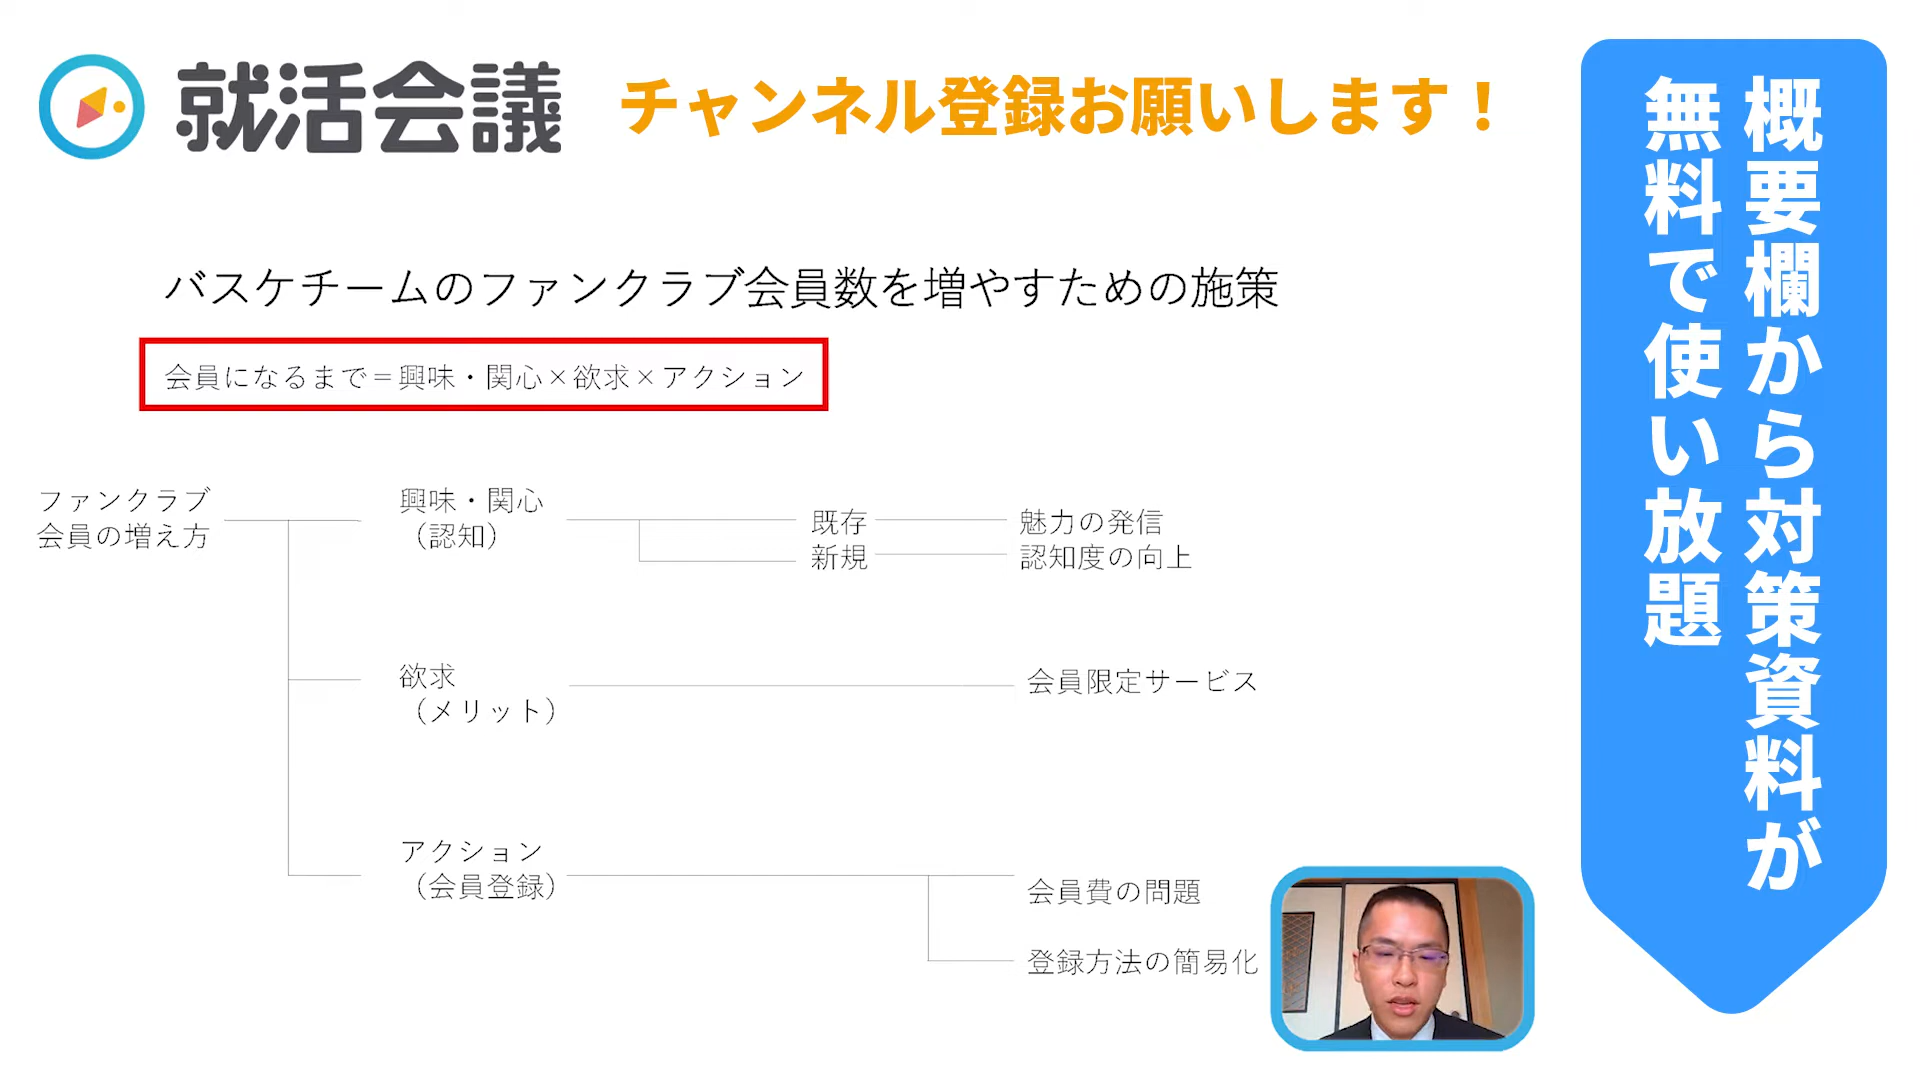 就活会議
チャンネル登録お願いします！
概要欄から対策資料が
無料で使い放題
バスケチームのファンクラブ会員数を増やすための施策
会員になるまで＝興味・関心×欲求×アクション
ファンクラブ
会員の増え方
興味・関心
（認知）
既存
魅力の発信
新規
認知度の向上
欲求
（メリット）
会員限定サービス
アクション
（会員登録）
会員費の問題
登録方法の簡易化